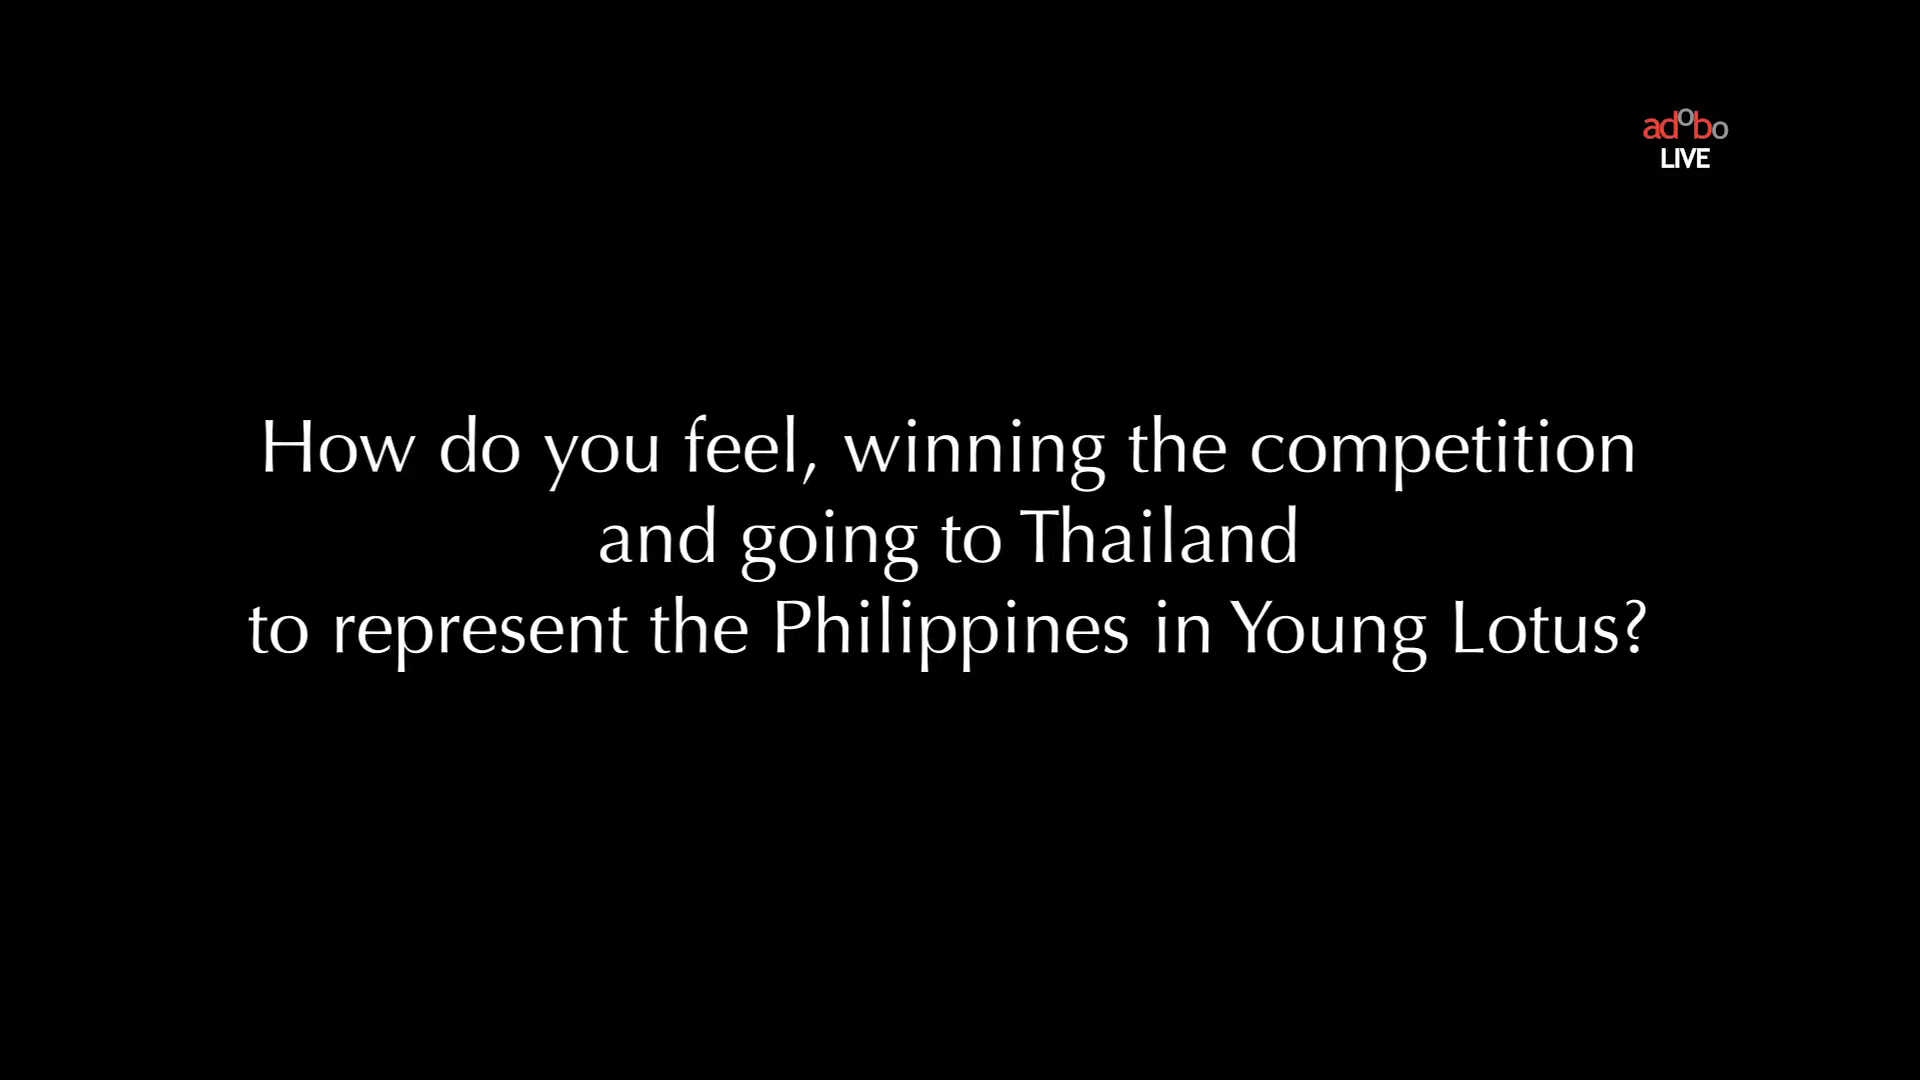 adobo
LIVE
How do you feel, winning the competition
and going to Thailand
to represent the Philippines in Young Lotus?